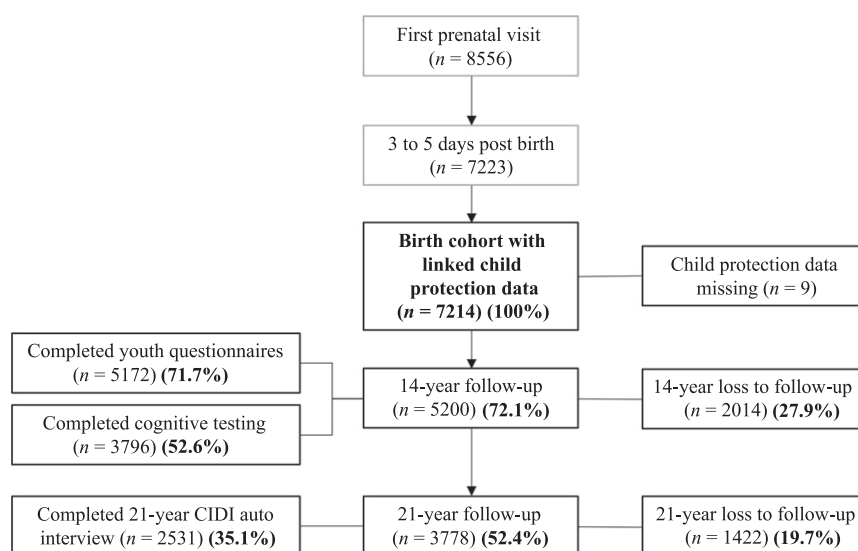 First prenatal visit
(n = 8556)
3 to 5 days post birth
(n = 7223)
Birth cohort with
linked child
protection data
(n = 7214) (100%)
Child protection data
missing (n = 9)
Completed youth questionnaires
(n = 5172) (71.7%)
Completed cognitive testing
(n = 3796) (52.6%)
14-year follow-up
(n = 5200) (72.1%)
14-year loss to follow-up
(n = 2014) (27.9%)
Completed 21-year CIDI auto
interview (n = 2531) (35.1%)
21-year follow-up
(n = 3778) (52.4%)
21-year loss to follow-up
(n = 1422) (19.7%)